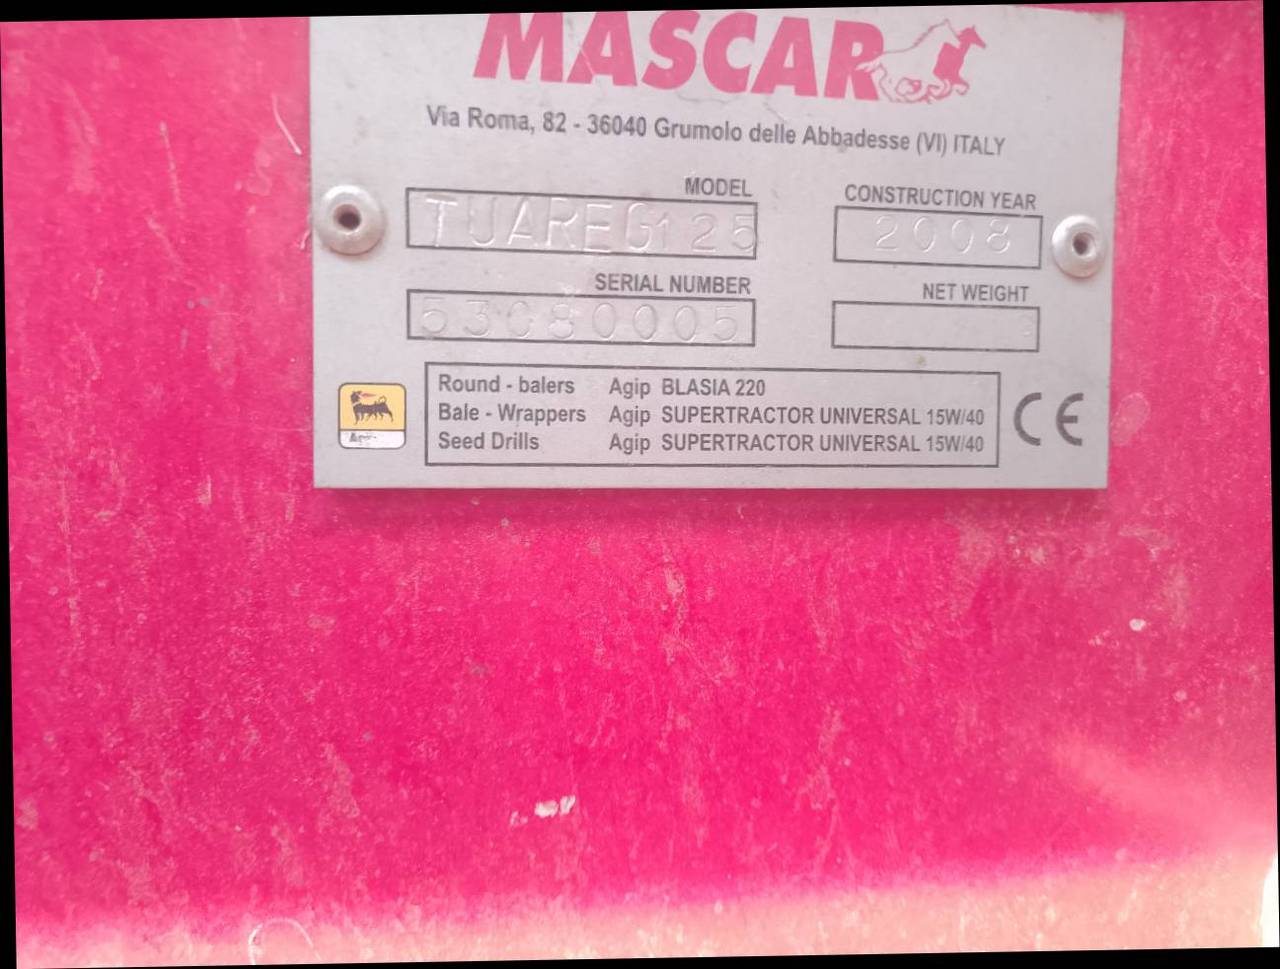 MASCAR
Via Roma, 82 - 36040 Grumolo delle Abbadesse (VI) ITALY
MODEL
TUAREG125
CONSTRUCTION YEAR
2008
SERIAL NUMBER
53080005
NET WEIGHT
Round - balers Agip BLASIA 220
Bale - Wrappers Agip SUPERTRACTOR UNIVERSAL 15W/40
Seed Drills Agip SUPERTRACTOR UNIVERSAL 15W/40
Agip
CE